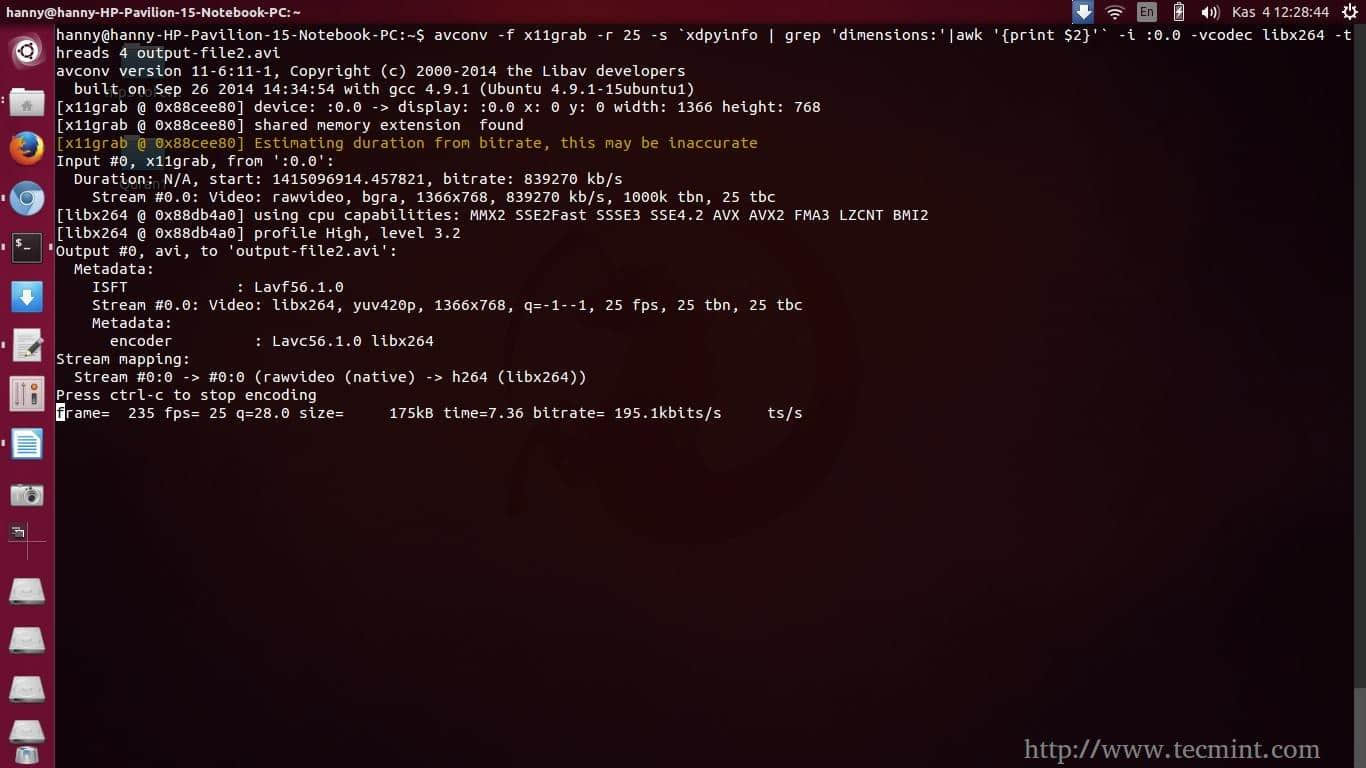 hanny@hanny-HP-Pavilion-15-Notebook-PC: ~
En
Kas 4 12:28:44
hanny@hanny-HP-Pavilion-15-Notebook-PC:~$ avconv -f x11grab -r 25 -s `xdpyinfo | grep 'dimensions:'|awk '{print $2}'` -i :0.0 -vcodec libx264 -t
hreads 4 output-file2.avi
avconv version 11-6:11-1, Copyright (c) 2000-2014 the Libav developers
  built on Sep 26 2014 14:34:54 with gcc 4.9.1 (Ubuntu 4.9.1-15ubuntu1)
[x11grab @ 0x88cee80] device: :0.0 -> display: :0.0 x: 0 y: 0 width: 1366 height: 768
[x11grab @ 0x88cee80] shared memory extension  found
[x11grab @ 0x88cee80] Estimating duration from bitrate, this may be inaccurate
Input #0, x11grab, from ':0.0':
  Duration: N/A, start: 1415096914.457821, bitrate: 839270 kb/s
    Stream #0.0: Video: rawvideo, bgra, 1366x768, 839270 kb/s, 1000k tbn, 25 tbc
[libx264 @ 0x88db4a0] using cpu capabilities: MMX2 SSE2Fast SSSE3 SSE4.2 AVX AVX2 FMA3 LZCNT BMI2
[libx264 @ 0x88db4a0] profile High, level 3.2
Output #0, avi, to 'output-file2.avi':
  Metadata:
    ISFT            : Lavf56.1.0
    Stream #0.0: Video: libx264, yuv420p, 1366x768, q=-1--1, 25 fps, 25 tbn, 25 tbc
    Metadata:
      encoder         : Lavc56.1.0 libx264
Stream mapping:
  Stream #0:0 -> #0:0 (rawvideo (native) -> h264 (libx264))
Press ctrl-c to stop encoding
frame=  235 fps= 25 q=28.0 size=     175kB time=7.36 bitrate= 195.1kbits/s     ts/s
http://www.tecmint.com